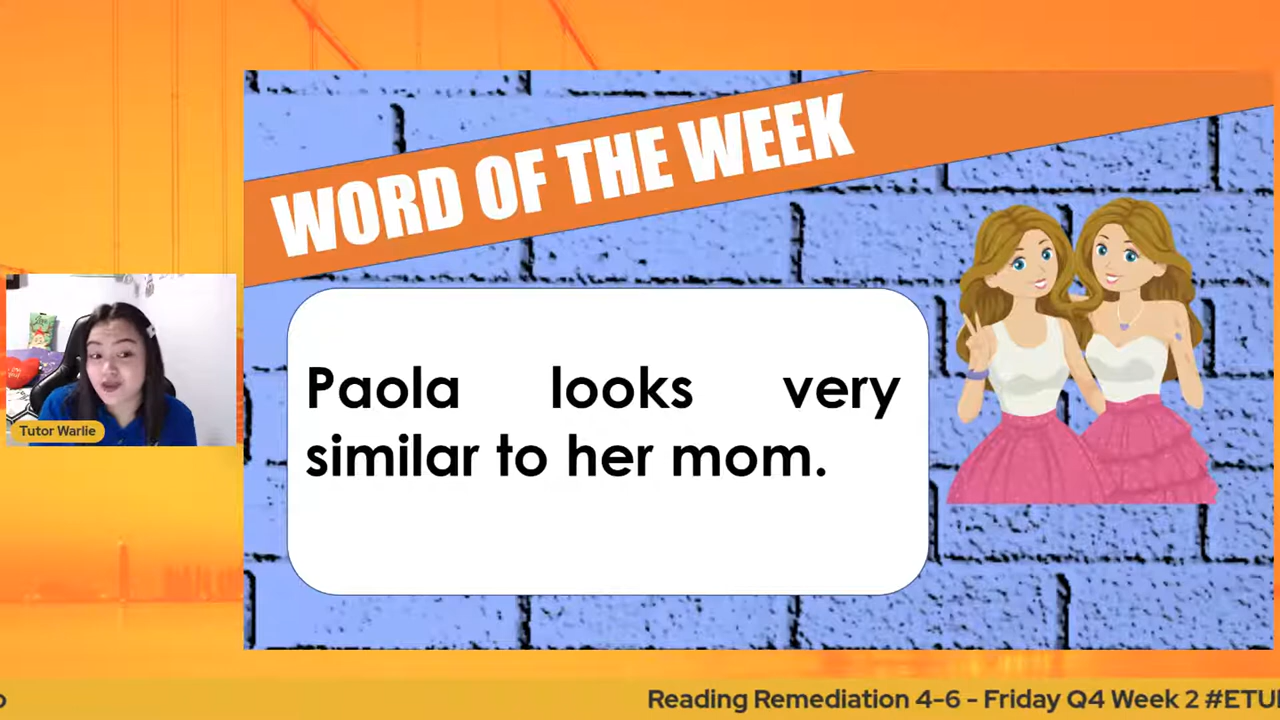 WORD OF THE WEEK
Paola looks very
similar to her mom.
Tutor Warlie
Reading Remediation 4-6 - Friday Q4 Week 2 #ETU